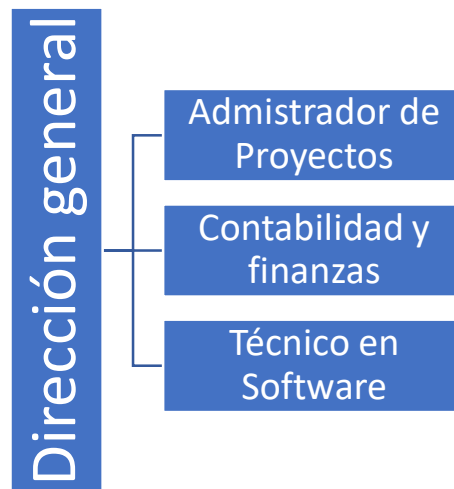 Dirección general
Admistrador de
Proyectos
Contabilidad y
finanzas
Técnico en
Software